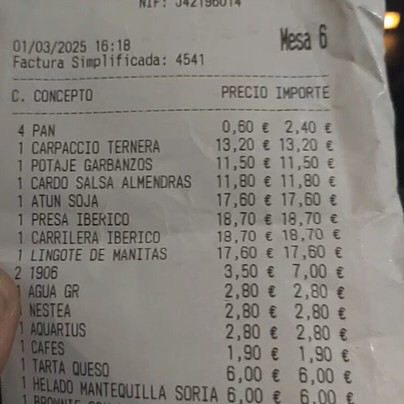 NIF: J42196014
01/03/2025 16:18 Mesa 6
Factura Simplificada: 4541
C. CONCEPTO PRECIO IMPORTE
4 PAN 0,60 € 2,40 €
1 CARPACCIO TERNERA 13,20 € 13,20 €
1 POTAJE GARBANZOS 11,50 € 11,50 €
1 CARDO SALSA ALMENDRAS 11,80 € 11,80 €
1 ATUN SOJA 17,60 € 17,60 €
1 PRESA IBERICO 18,70 € 18,70 €
1 CARRILERA IBERICO 18,70 € 18,70 €
1 LINGOTE DE MANITAS 17,60 € 17,60 €
2 1906 3,50 € 7,00 €
1 AGUA GR 2,80 € 2,80 €
NESTEA 2,80 € 2,80 €
1 AQUARIUS 2,80 € 2,80 €
1 CAFES 1,90 € 1,90 €
1 TARTA QUESO 6,00 € 6,00 €
1 HELADO MANTEQUILLA SORIA 6,00 € 6,00 €
1 BROWNIE